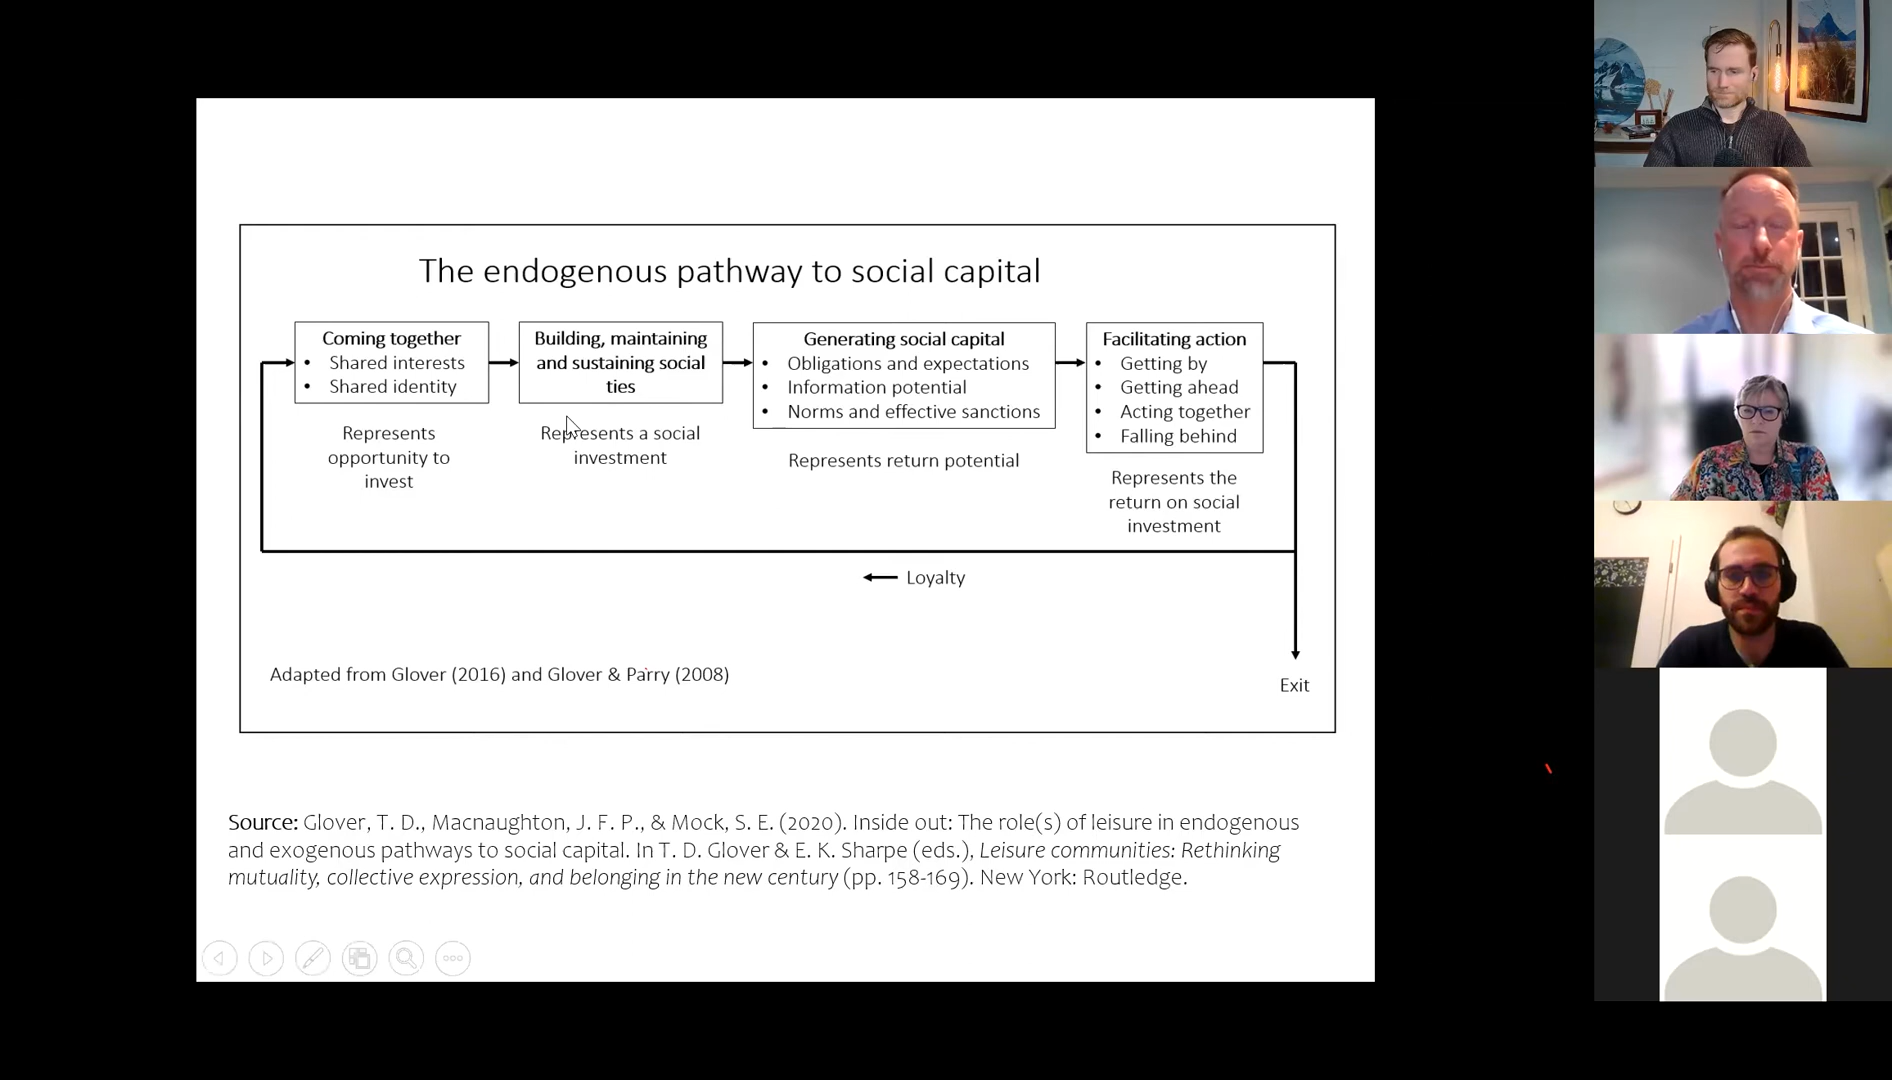 The endogenous pathway to social capital
Coming together
• Shared interests
• Shared identity
Represents
opportunity to
invest
Building, maintaining
and sustaining social
ties
Represents a social
investment
Generating social capital
• Obligations and expectations
• Information potential
• Norms and effective sanctions
Represents return potential
Facilitating action
• Getting by
• Getting ahead
• Acting together
• Falling behind
Represents the
return on social
investment
Loyalty
Exit
Adapted from Glover (2016) and Glover & Parry (2008)
Source: Glover, T. D., Macnaughton, J. F. P., & Mock, S. E. (2020). Inside out: The role(s) of leisure in endogenous
and exogenous pathways to social capital. In T. D. Glover & E. K. Sharpe (eds.), Leisure communities: Rethinking
mutuality, collective expression, and belonging in the new century (pp. 158-169). New York: Routledge.